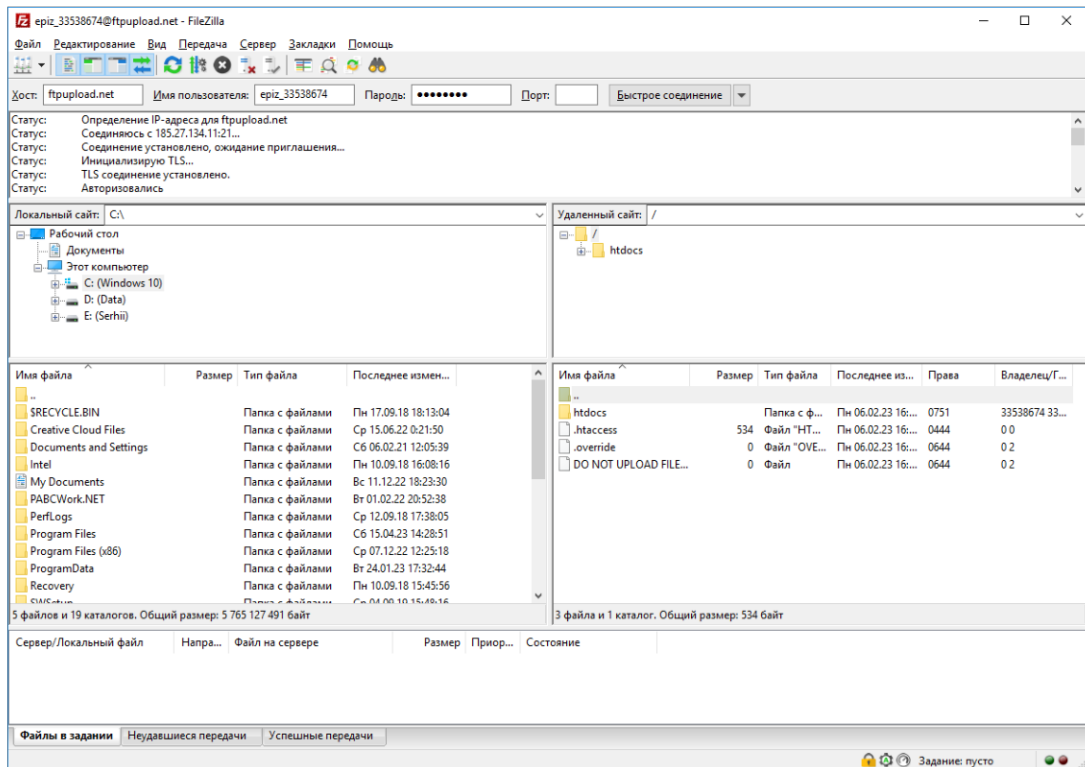 epiz_33538674@ftpupload.net - FileZilla
Файл Редактирование Вид Передача Сервер Закладки Помощь
Хост: ftpupload.net Имя пользователя: epiz_33538674 Пароль: ●●●●●●●● Порт: Быстрое соединение
Статус: Определение IP-адреса для ftpupload.net
Статус: Соединяюсь с 185.27.134.11:21...
Статус: Соединение установлено, ожидание приглашения...
Статус: Инициализирую TLS...
Статус: TLS соединение установлено.
Статус: Авторизовались
Локальный сайт: C:\
Рабочий стол
Документы
Этот компьютер
C: (Windows 10)
D: (Data)
E: (Serhii)
Удаленный сайт: /
/
htdocs
Имя файла Размер Тип файла Последнее измен...
..
$RECYCLE.BIN Папка с файлами Пн 17.09.18 18:13:04
Creative Cloud Files Папка с файлами Ср 15.06.22 0:21:50
Documents and Settings Папка с файлами Сб 06.02.21 12:05:39
Intel Папка с файлами Пн 10.09.18 16:08:16
My Documents Папка с файлами Вс 11.12.22 18:23:30
PABCWork.NET Папка с файлами Вт 01.02.22 20:52:38
PerfLogs Папка с файлами Ср 12.09.18 17:38:05
Program Files Папка с файлами Сб 15.04.23 14:28:51
Program Files (x86) Папка с файлами Ср 07.12.22 12:25:18
ProgramData Папка с файлами Вт 24.01.23 17:32:44
Recovery Папка с файлами Пн 10.09.18 15:45:56
SWSetup Папка с файлами Ср 04.09.19 15:48:16
5 файлов и 19 каталогов. Общий размер: 5 765 127 491 байт
Имя файла Размер Тип файла Последнее из... Права Владелец/Г...
..
htdocs Папка с ф... Пн 06.02.23 16:... 0751 33538674 33...
.htaccess 534 Файл "HT... Пн 06.02.23 16:... 0444 0 0
.override 0 Файл "OVE... Пн 06.02.23 16:... 0644 0 2
DO NOT UPLOAD FILE... 0 Файл Пн 06.02.23 16:... 0644 0 2
3 файла и 1 каталог. Общий размер: 534 байт
Сервер/Локальный файл Напра... Файл на сервере Размер Приор... Состояние
Файлы в задании Неудавшиеся передачи Успешные передачи
Задание: пусто